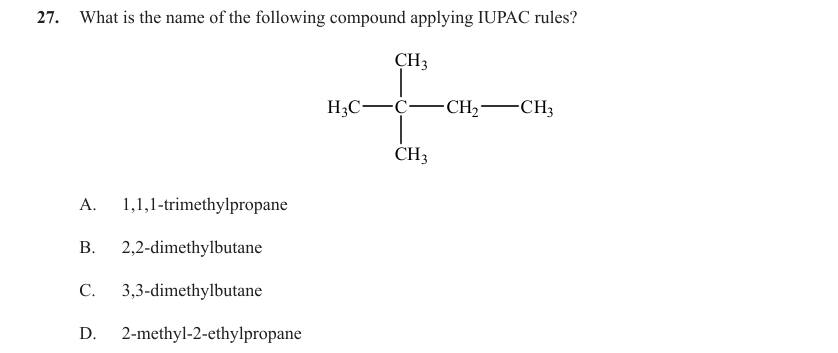 27. What is the name of the following compound applying IUPAC rules?
CH₃
H₃C—C—CH₂—CH₃
CH₃
A. 1,1,1-trimethylpropane
B. 2,2-dimethylbutane
C. 3,3-dimethylbutane
D. 2-methyl-2-ethylpropane